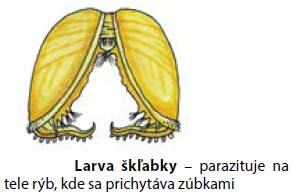 Larva škľabky – parazituje na
tele rýb, kde sa prichytáva zúbkami